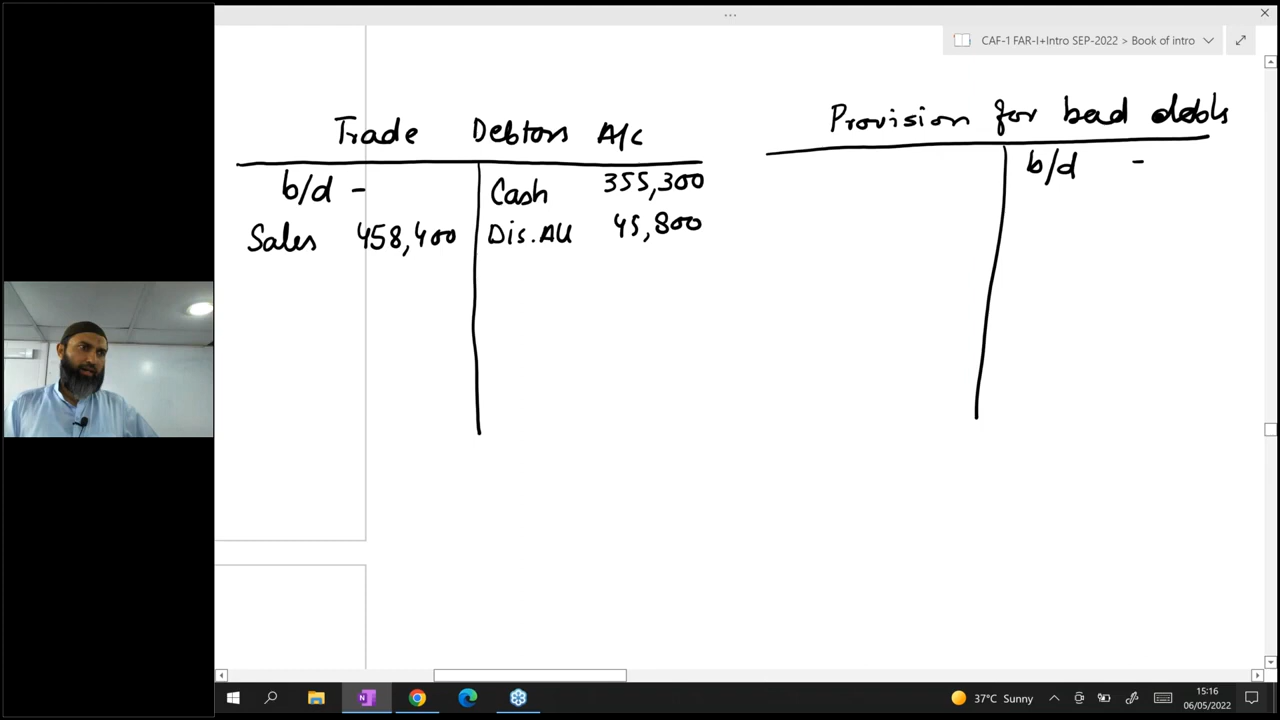 CAF-1 FAR-I+Intro SEP-2022 > Book of intro
Trade Debtors A/c
b/d -
Cash 355,300
Sales 458,400
Dis. All 45,800
Provision for bad debts
b/d -
37°C Sunny
15:16
06/05/2022